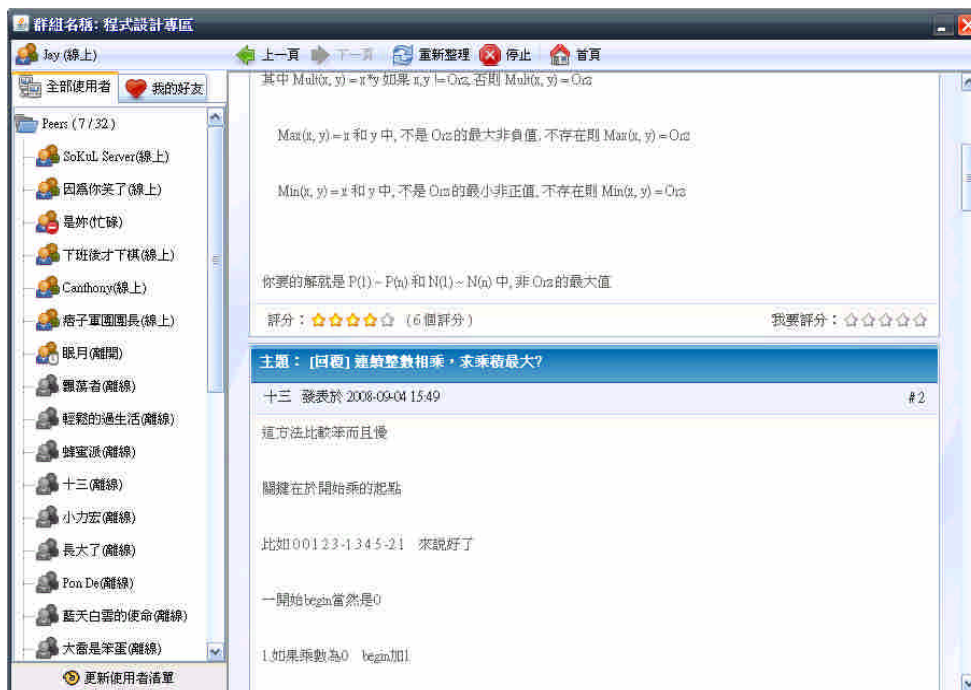 群組名稱: 程式設計專區
Jay (線上)
上一頁 下一頁 重新整理 停止 首頁
全部使用者 我的好友
Peers ( 7 / 32 )
SoKuL Server(線上)
因為你笑了(線上)
是妳(忙碌)
下班後才下棋(線上)
Canthony(線上)
痞子軍團團長(線上)
眠月(離開)
飄落者(離線)
輕鬆的過生活(離線)
蜂蜜派(離線)
十三(離線)
小力宏(離線)
長大了(離線)
Pon De(離線)
藍天白雲的使命(離線)
大喬是笨蛋(離線)
更新使用者清單
其中 Mult(x, y) = x*y 如果 x,y != Orz, 否則 Mult(x, y) = Orz
Max(x, y) = x 和 y 中, 不是 Orz 的最大非負值. 不存在則 Max(x, y) = Orz
Min(x, y) = x 和 y 中, 不是 Orz 的最小非正值. 不存在則 Min(x, y) = Orz
你要的解就是 P(1) ~ P(n) 和 N(1) ~ N(n) 中, 非 Orz 的最大值
評分: (6個評分) 我要評分:
主題: [回覆] 連續整數相乘,求乘積最大?
十三 發表於 2008-09-04 15:49 #2
這方法比較笨而且慢
關鍵在於開始乘的起點
比如0 0 1 2 3 -1 3 4 5 -2 1 來說好了
一開始begin當然是0
1.如果乘數為0 begin加1